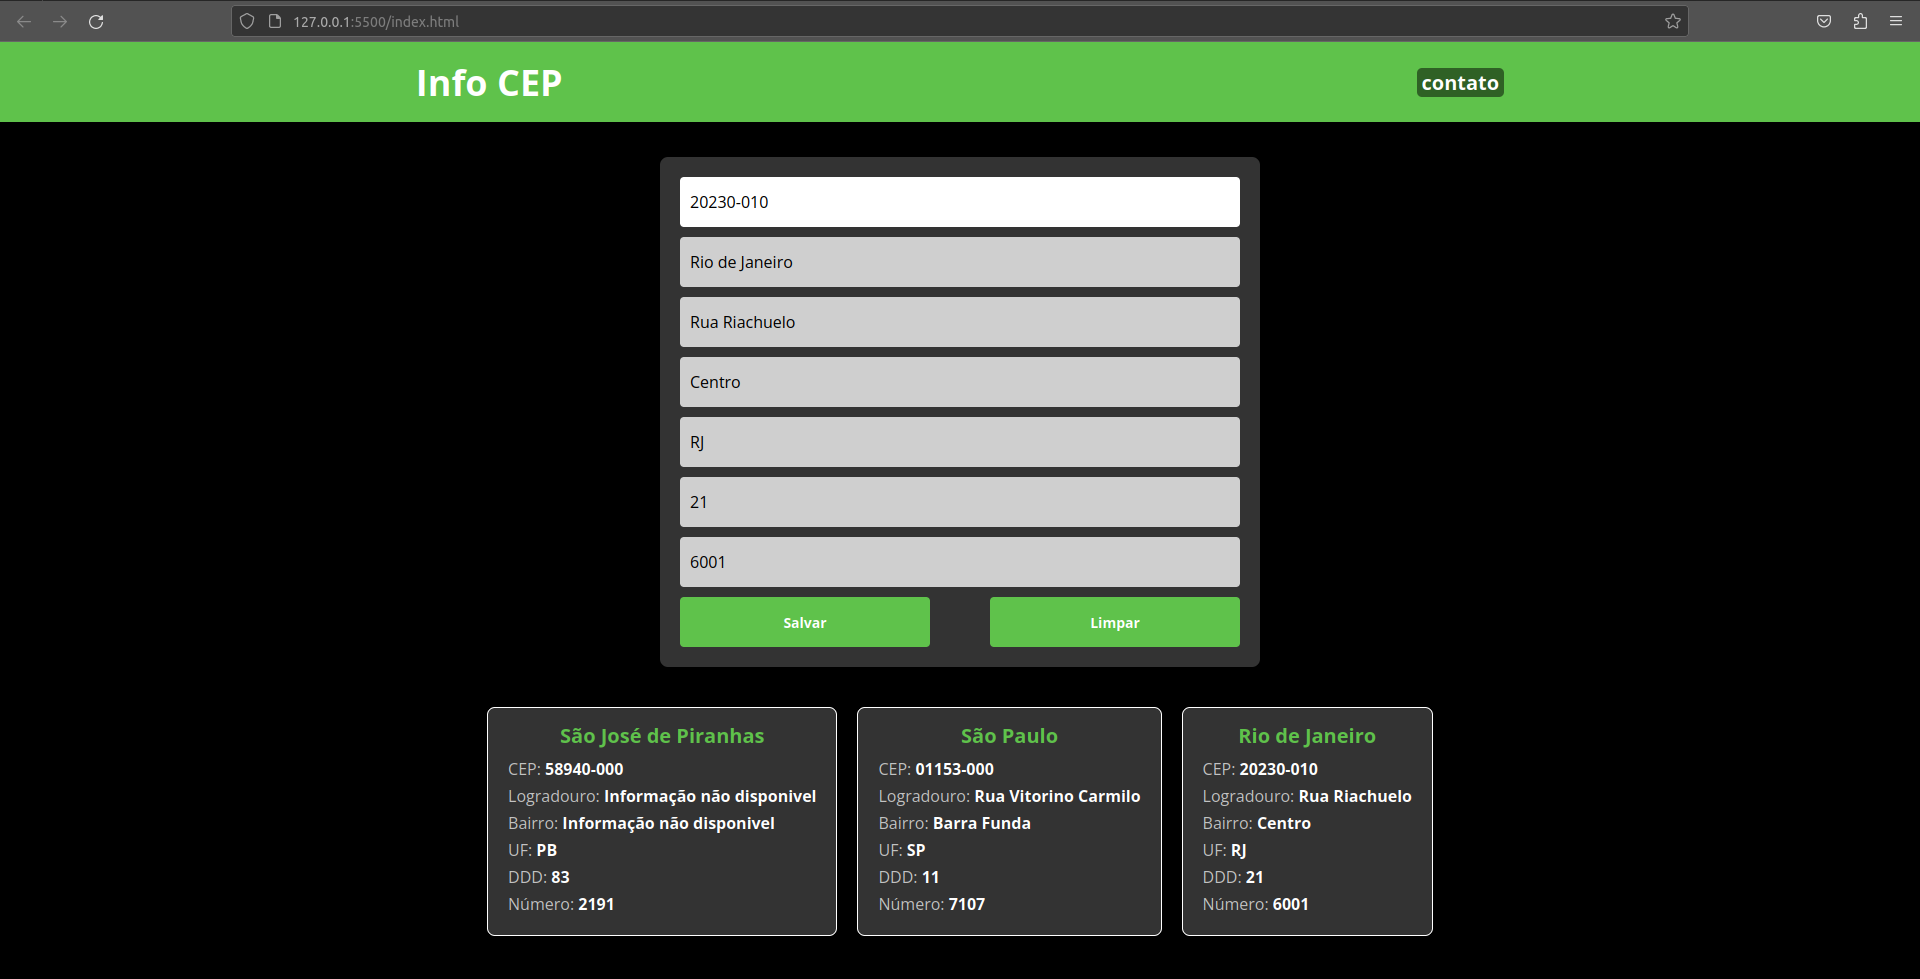 127.0.0.1:5500/index.html
Info CEP
contato
20230-010
Rio de Janeiro
Rua Riachuelo
Centro
RJ
21
6001
Salvar
Limpar
São José de Piranhas
CEP: 58940-000
Logradouro: Informação não disponivel
Bairro: Informação não disponivel
UF: PB
DDD: 83
Número: 2191
São Paulo
CEP: 01153-000
Logradouro: Rua Vitorino Carmilo
Bairro: Barra Funda
UF: SP
DDD: 11
Número: 7107
Rio de Janeiro
CEP: 20230-010
Logradouro: Rua Riachuelo
Bairro: Centro
UF: RJ
DDD: 21
Número: 6001